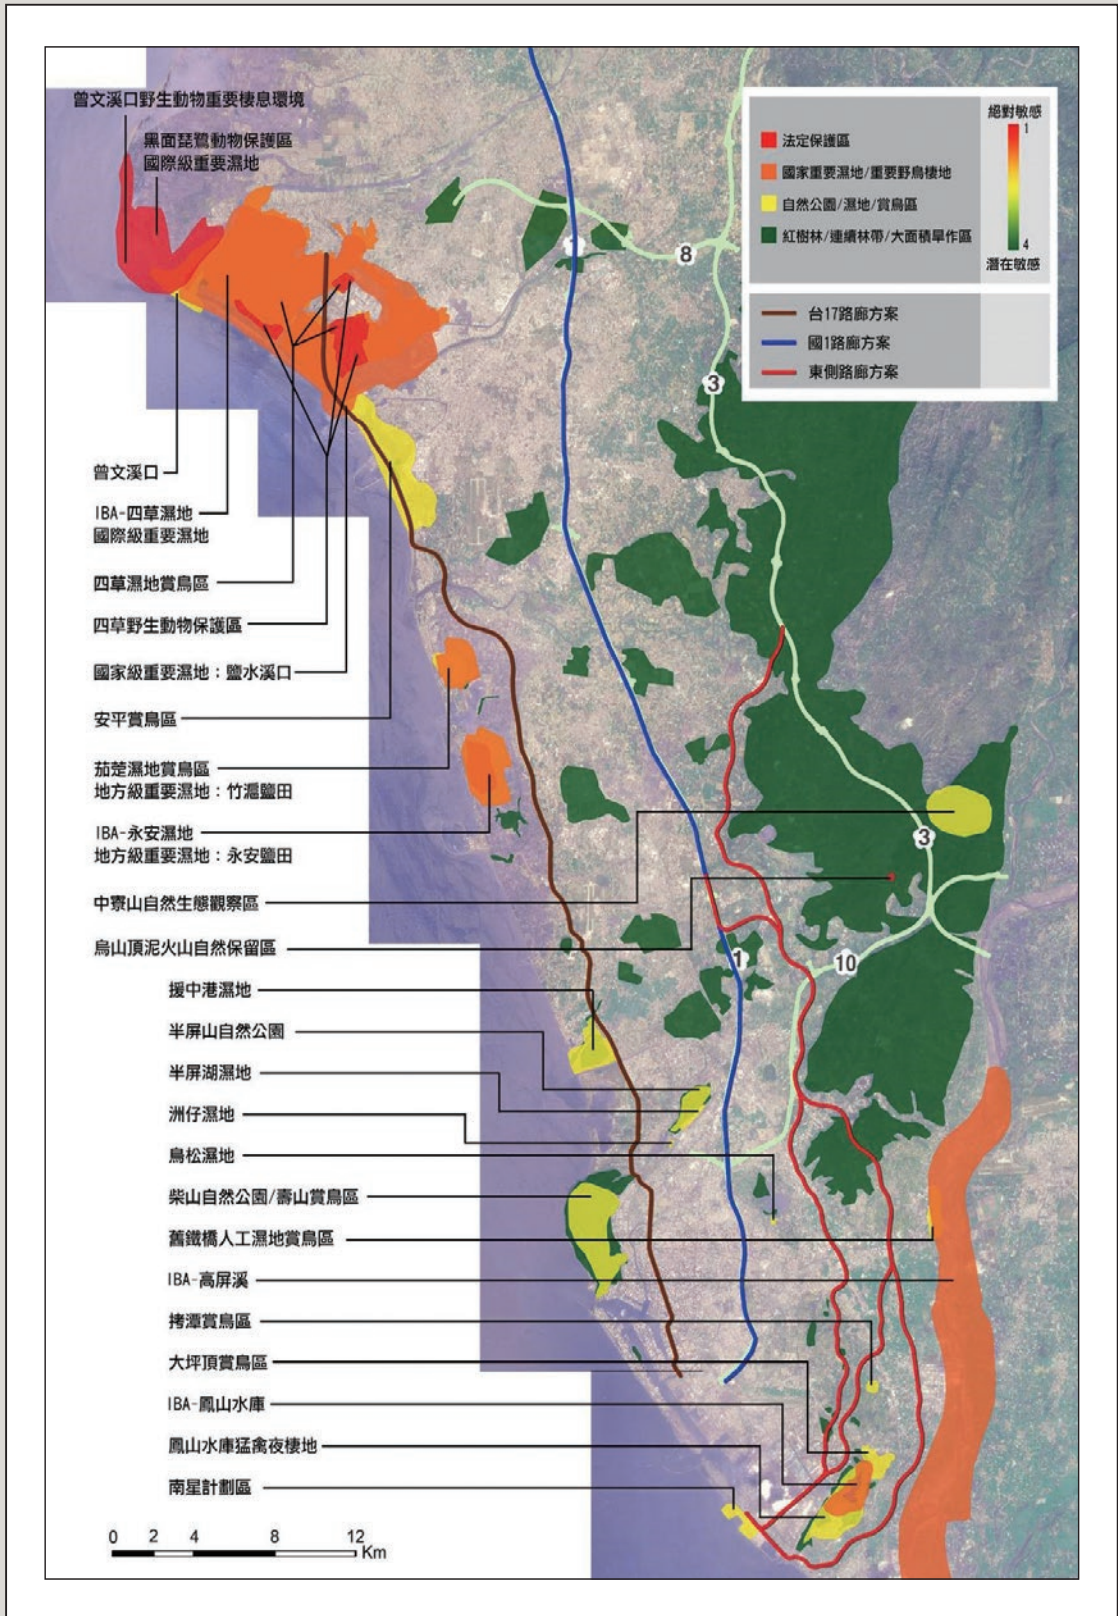 曾文溪口野生動物重要棲息環境
黑面琵鷺動物保護區
國際級重要濕地
絕對敏感
1
法定保護區
國家重要濕地/重要野鳥棲地
自然公園/濕地/賞鳥區
紅樹林/連續林帶/大面積旱作區
4
潛在敏感
台17路廊方案
國1路廊方案
東側路廊方案
1
8
3
曾文溪口
IBA-四草濕地
國際級重要濕地
四草濕地賞鳥區
四草野生動物保護區
國家級重要濕地：鹽水溪口
安平賞鳥區
茄萣濕地賞鳥區
地方級重要濕地：竹滬鹽田
IBA-永安濕地
地方級重要濕地：永安鹽田
3
中寮山自然生態觀察區
烏山頂泥火山自然保留區
1
10
援中港濕地
半屏山自然公園
半屏湖濕地
洲仔濕地
鳥松濕地
柴山自然公園/壽山賞鳥區
舊鐵橋人工濕地賞鳥區
IBA-高屏溪
拷潭賞鳥區
大坪頂賞鳥區
IBA-鳳山水庫
鳳山水庫猛禽夜棲地
南星計劃區
0 2 4 8 12
Km